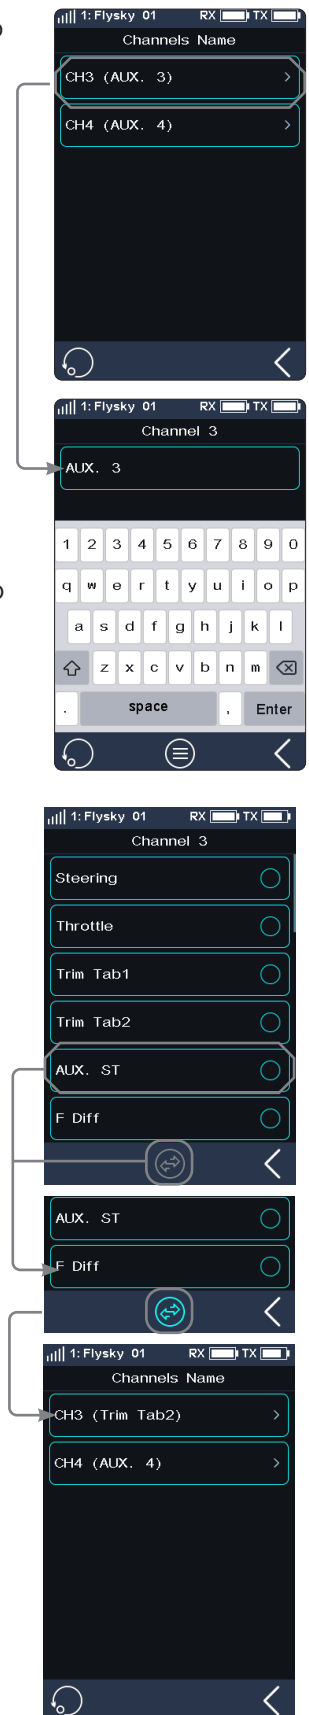 1: Flysky 01 RX TX
Channels Name
CH3 (AUX. 3)
CH4 (AUX. 4)
1: Flysky 01 RX TX
Channel 3
AUX. 3
1 2 3 4 5 6 7 8 9 0
q w e r t y u i o p
a s d f g h j k l
z x c v b n m
. space , Enter
1: Flysky 01 RX TX
Channel 3
Steering
Throttle
Trim Tab1
Trim Tab2
AUX. ST
F Diff
AUX. ST
F Diff
1: Flysky 01 RX TX
Channels Name
CH3 (Trim Tab2)
CH4 (AUX. 4)